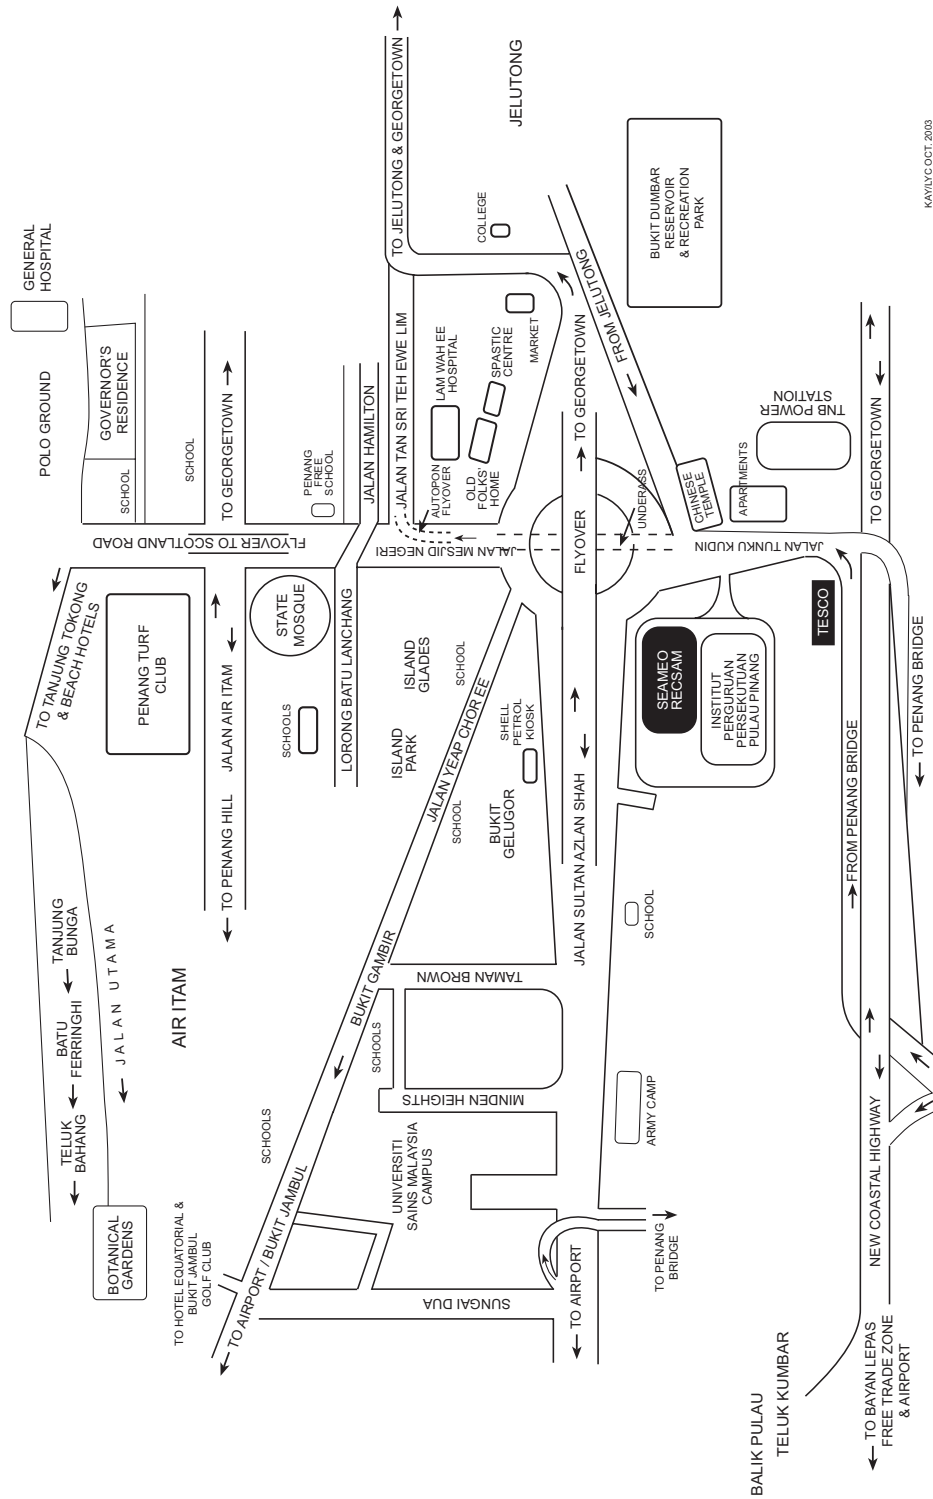 GENERAL
HOSPITAL
POLO GROUND
GOVERNOR'S
RESIDENCE
SCHOOL
SCHOOL
TO GEORGETOWN
FLYOVER TO SCOTLAND ROAD
TO TANJUNG TOKONG
& BEACH HOTELS
PENANG TURF
CLUB
JALAN AIR ITAM
TO PENANG HILL
STATE
MOSQUE
SCHOOLS
PENANG
FREE
SCHOOL
JALAN HAMILTON
LORONG BATU LANCHANG
JALAN TAN SRI TEH EWE LIM
TO JELUTONG & GEORGETOWN
JELUTONG
COLLEGE
LAM WAH EE
HOSPITAL
AUTOPON
FLYOVER
OLD
FOLKS'
HOME
SPASTIC
CENTRE
MARKET
JALAN MESJID NEGERI
ISLAND
GLADES
SCHOOL
ISLAND
PARK
JALAN YEAP CHOR EE
SCHOOL
SHELL
PETROL
KIOSK
BUKIT
GELUGOR
FLYOVER
TO GEORGETOWN
FROM JELUTONG
BUKIT DUMBAR
RESERVOIR
& RECREATION
PARK
UNDERASS
CHINESE
TEMPLE
APARTMENTS
TNB POWER
STATION
JALAN TUNKU KUDIN
TESCO
SEAMEO
RECSAM
INSTITUT
PERGURUAN
PERSEKUTUAN
PULAU PINANG
TO GEORGETOWN
TO PENANG BRIDGE
FROM PENANG BRIDGE
JALAN SULTAN AZLAN SHAH
SCHOOL
TAMAN BROWN
BUKIT GAMBIR
SCHOOLS
MINDEN HEIGHTS
ARMY CAMP
UNIVERSITI
SAINS MALAYSIA
CAMPUS
SCHOOLS
TANJUNG
BUNGA
BATU
FERRINGHI
TELUK
BAHANG
JALAN UTAMA
AIR ITAM
BOTANICAL
GARDENS
TO HOTEL EQUATORIAL &
BUKIT JAMBUL
GOLF CLUB
TO AIRPORT / BUKIT JAMBUL
SUNGAI DUA
TO AIRPORT
TO PENANG
BRIDGE
NEW COASTAL HIGHWAY
BALIK PULAU
TELUK KUMBAR
TO BAYAN LEPAS
FREE TRADE ZONE
& AIRPORT
KAY/LYC OCT. 2003